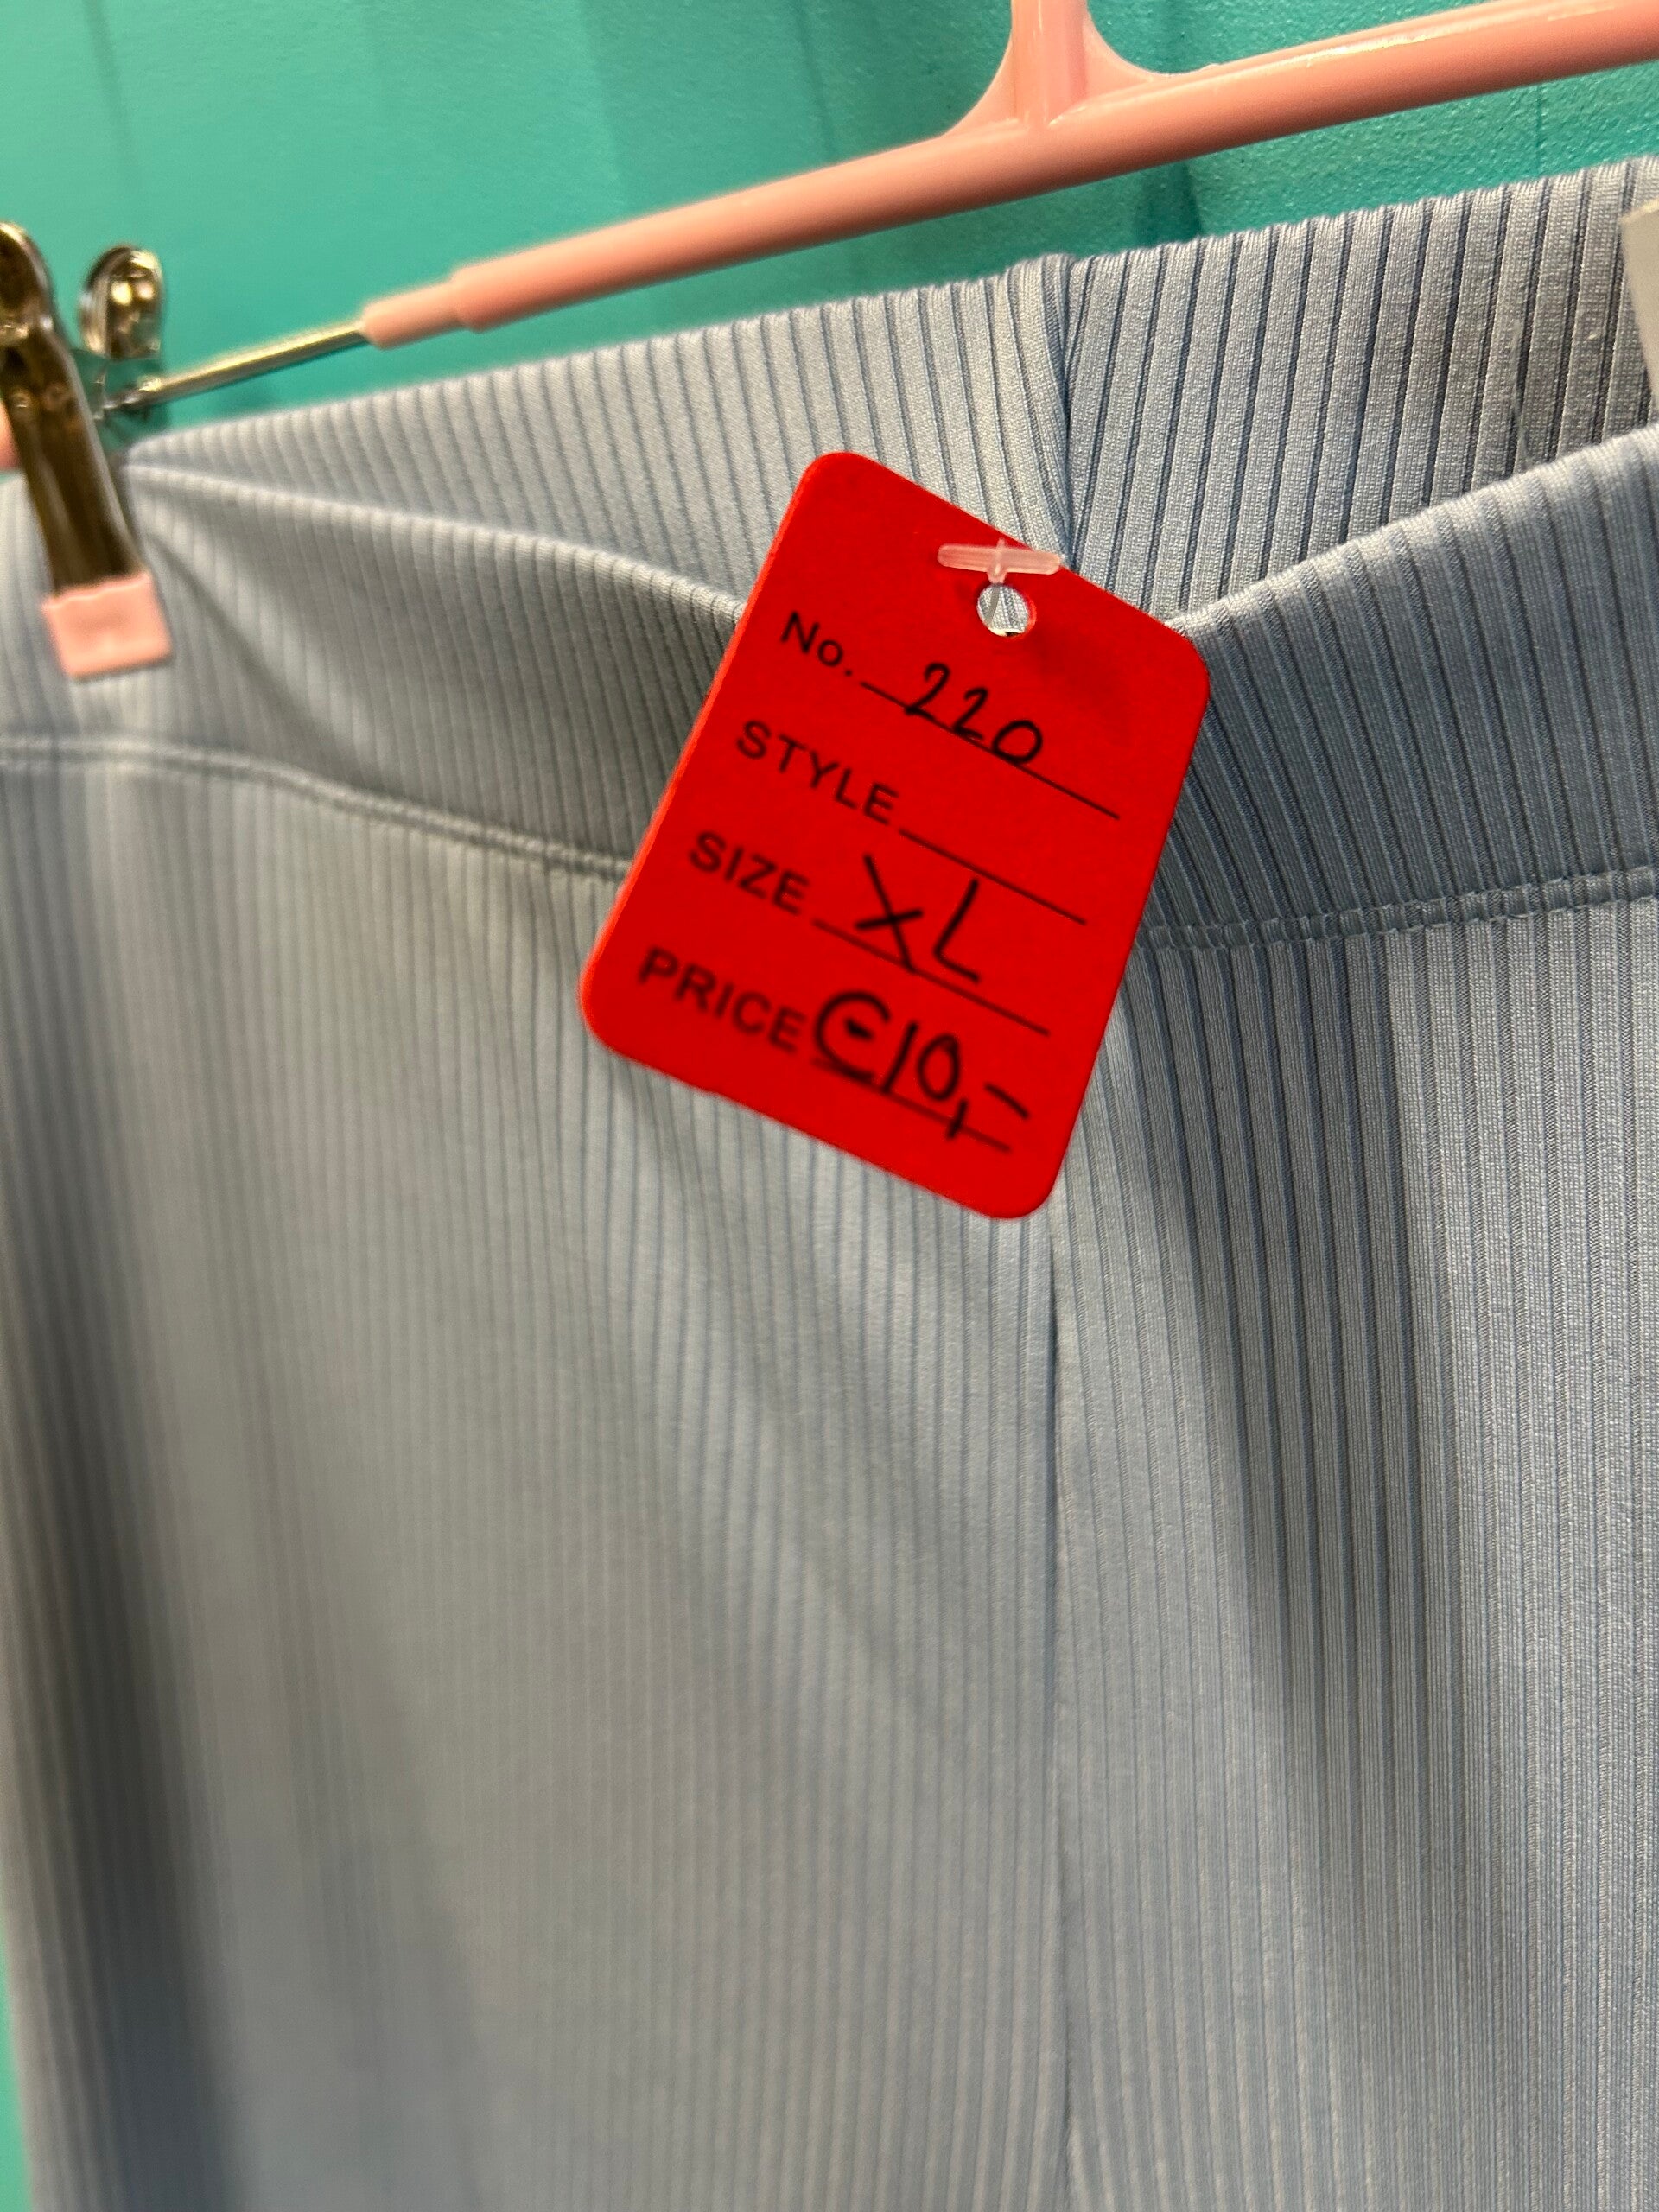 No. 220
STYLE
SIZE XL
PRICE €10,-